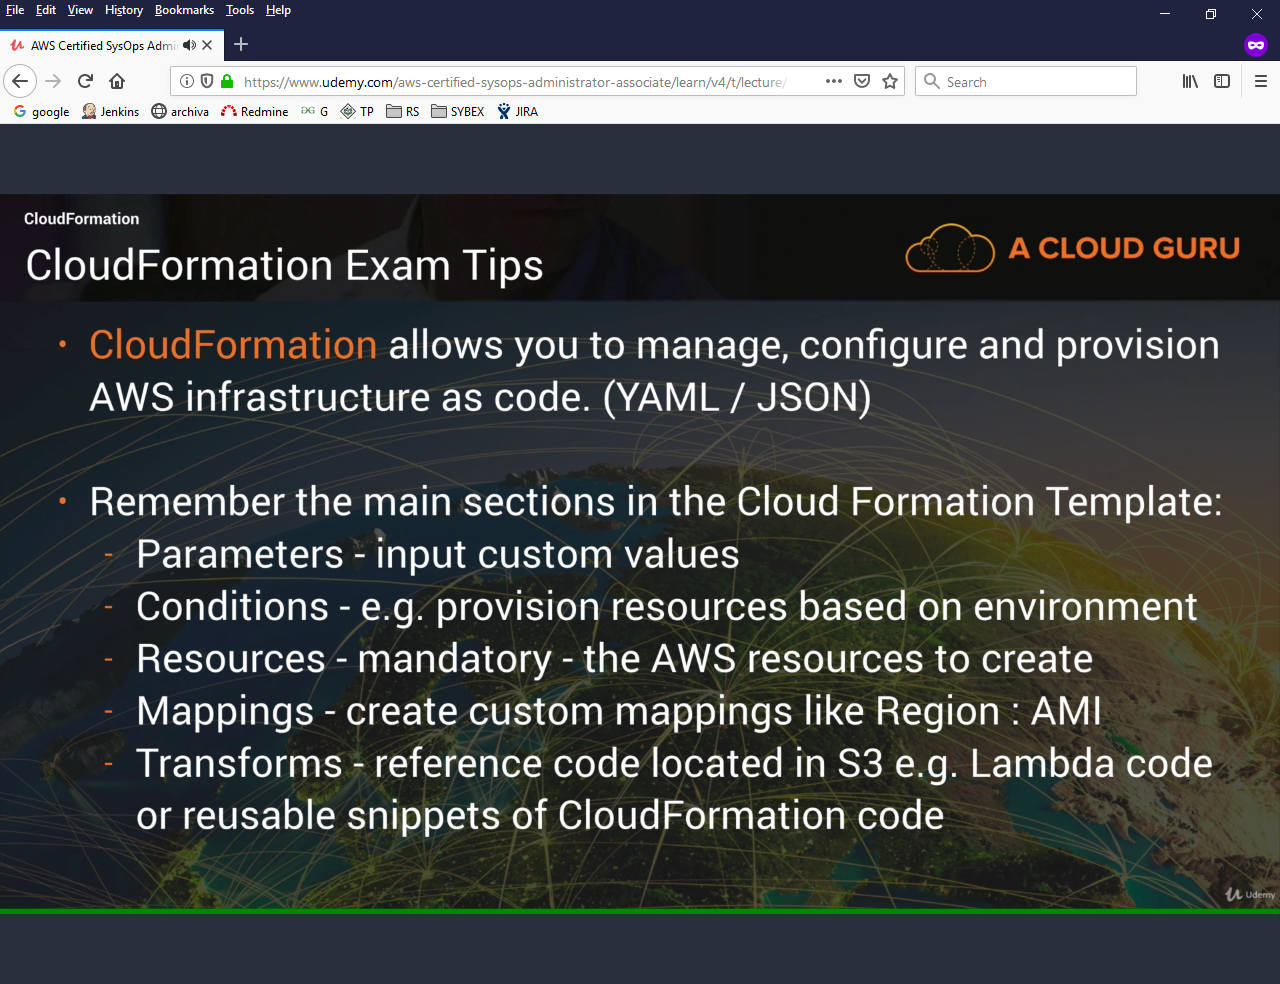 File Edit View History Bookmarks Tools Help
AWS Certified SysOps Admi
https://www.udemy.com/aws-certified-sysops-administrator-associate/learn/v4/t/lecture/
Search
google Jenkins archiva Redmine G TP RS SYBEX JIRA
CloudFormation
CloudFormation Exam Tips
A CLOUD GURU
• CloudFormation allows you to manage, configure and provision
AWS infrastructure as code. (YAML / JSON)
• Remember the main sections in the Cloud Formation Template:
- Parameters - input custom values
- Conditions - e.g. provision resources based on environment
- Resources - mandatory - the AWS resources to create
- Mappings - create custom mappings like Region : AMI
- Transforms - reference code located in S3 e.g. Lambda code
or reusable snippets of CloudFormation code
Udemy